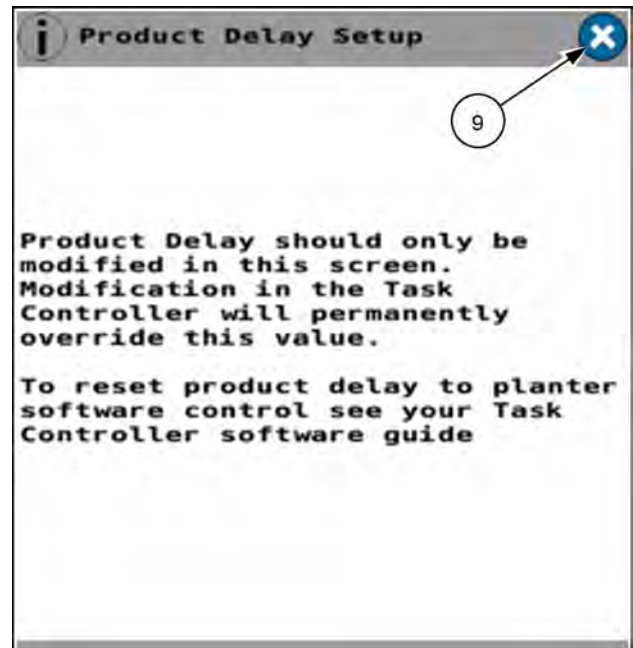 i Product Delay Setup
9
Product Delay should only be
modified in this screen.
Modification in the Task
Controller will permanently
override this value.
To reset product delay to planter
software control see your Task
Controller software guide